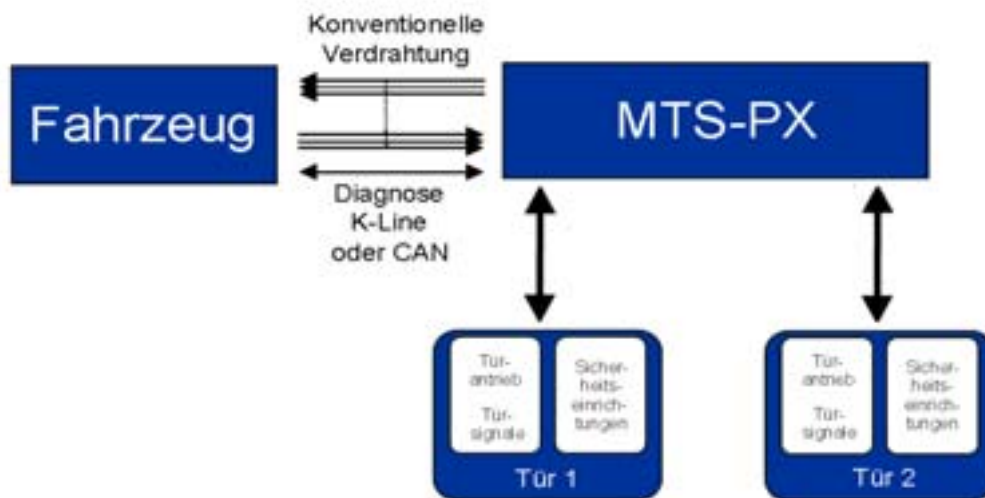 Konventionelle
Verdrahtung
Fahrzeug
MTS-PX
Diagnose
K-Line
oder CAN
Tür-
antrieb
Tür-
signale
Sicher-
heits-
einrich-
tungen
Tür 1
Tür-
antrieb
Tür-
signale
Sicher-
heits-
einrich-
tungen
Tür 2